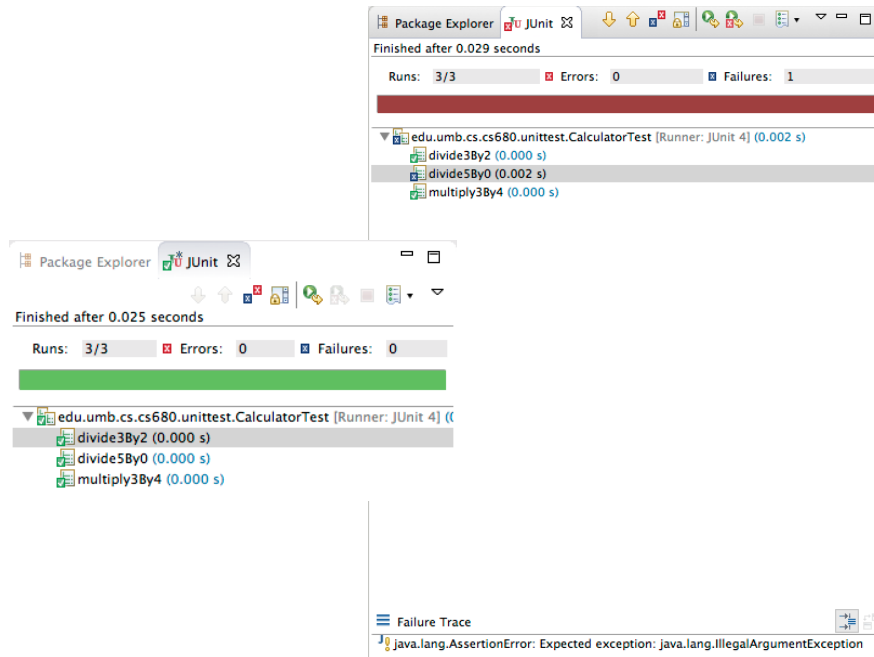 Package Explorer JUnit
Finished after 0.029 seconds
Runs: 3/3 Errors: 0 Failures: 1
edu.umb.cs.cs680.unittest.CalculatorTest [Runner: JUnit 4] (0.002 s)
divide3By2 (0.000 s)
divide5By0 (0.002 s)
multiply3By4 (0.000 s)
Package Explorer JUnit
Finished after 0.025 seconds
Runs: 3/3 Errors: 0 Failures: 0
edu.umb.cs.cs680.unittest.CalculatorTest [Runner: JUnit 4] (0
divide3By2 (0.000 s)
divide5By0 (0.000 s)
multiply3By4 (0.000 s)
Failure Trace
java.lang.AssertionError: Expected exception: java.lang.IllegalArgumentException